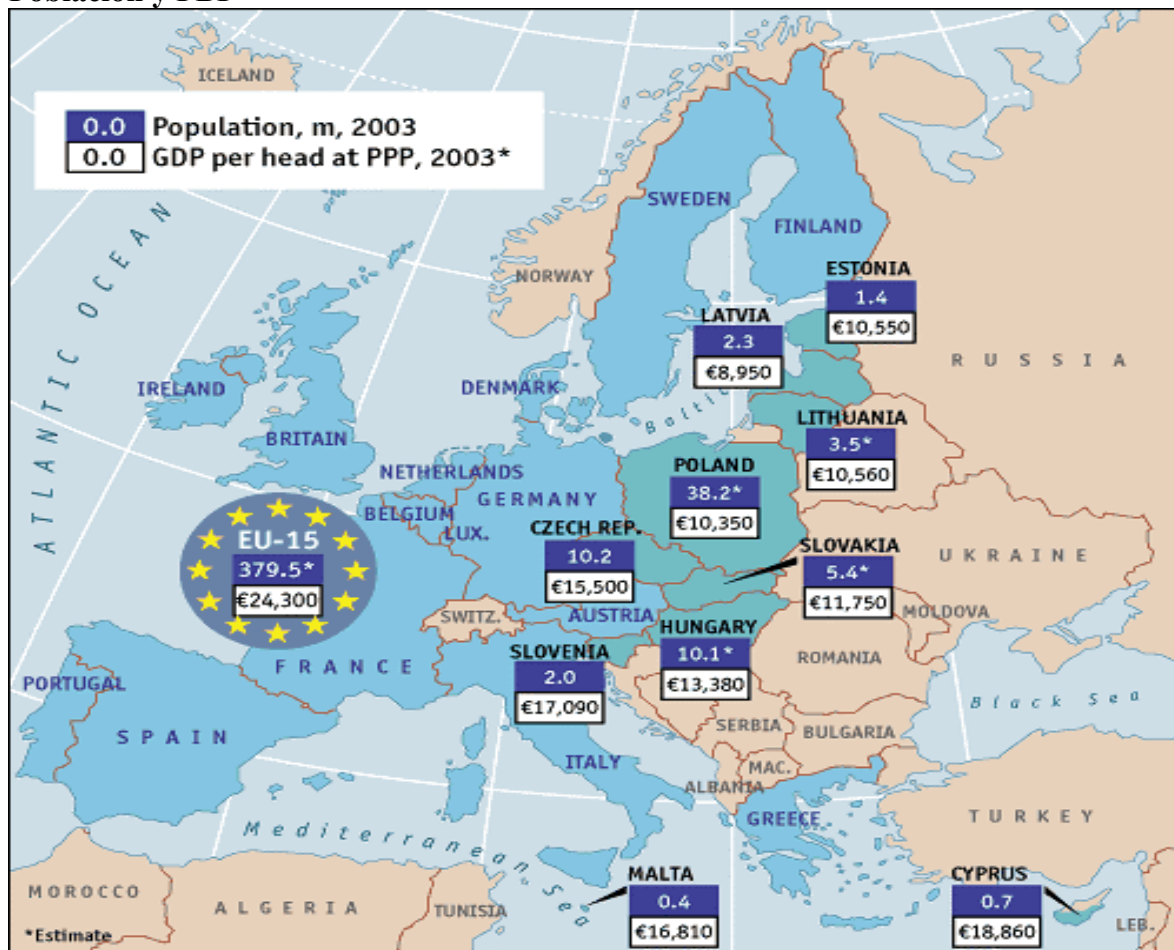 ICELAND
0.0 Population, m, 2003
0.0 GDP per head at PPP, 2003*
ATLANTIC OCEAN
SWEDEN
FINLAND
NORWAY
ESTONIA
1.4
€10,550
LATVIA
2.3
€8,950
RUSSIA
IRELAND
DENMARK
Baltic
BRITAIN
LITHUANIA
3.5*
€10,560
NETHERLANDS
GERMANY
POLAND
38.2*
€10,350
BELGIUM
LUX.
EU-15
379.5*
€24,300
CZECH REP.
10.2
€15,500
SLOVAKIA
5.4*
€11,750
UKRAINE
MOLDOVA
SWITZ.
AUSTRIA
HUNGARY
10.1*
€13,380
ROMANIA
FRANCE
SLOVENIA
2.0
€17,090
PORTUGAL
SPAIN
Black Sea
SERBIA
BULGARIA
ITALY
MAC.
ALBANIA
GREECE
TURKEY
Mediterranean Sea
MALTA
0.4
€16,810
CYPRUS
0.7
€18,860
MOROCCO
ALGERIA
TUNISIA
LEB.
*Estimate